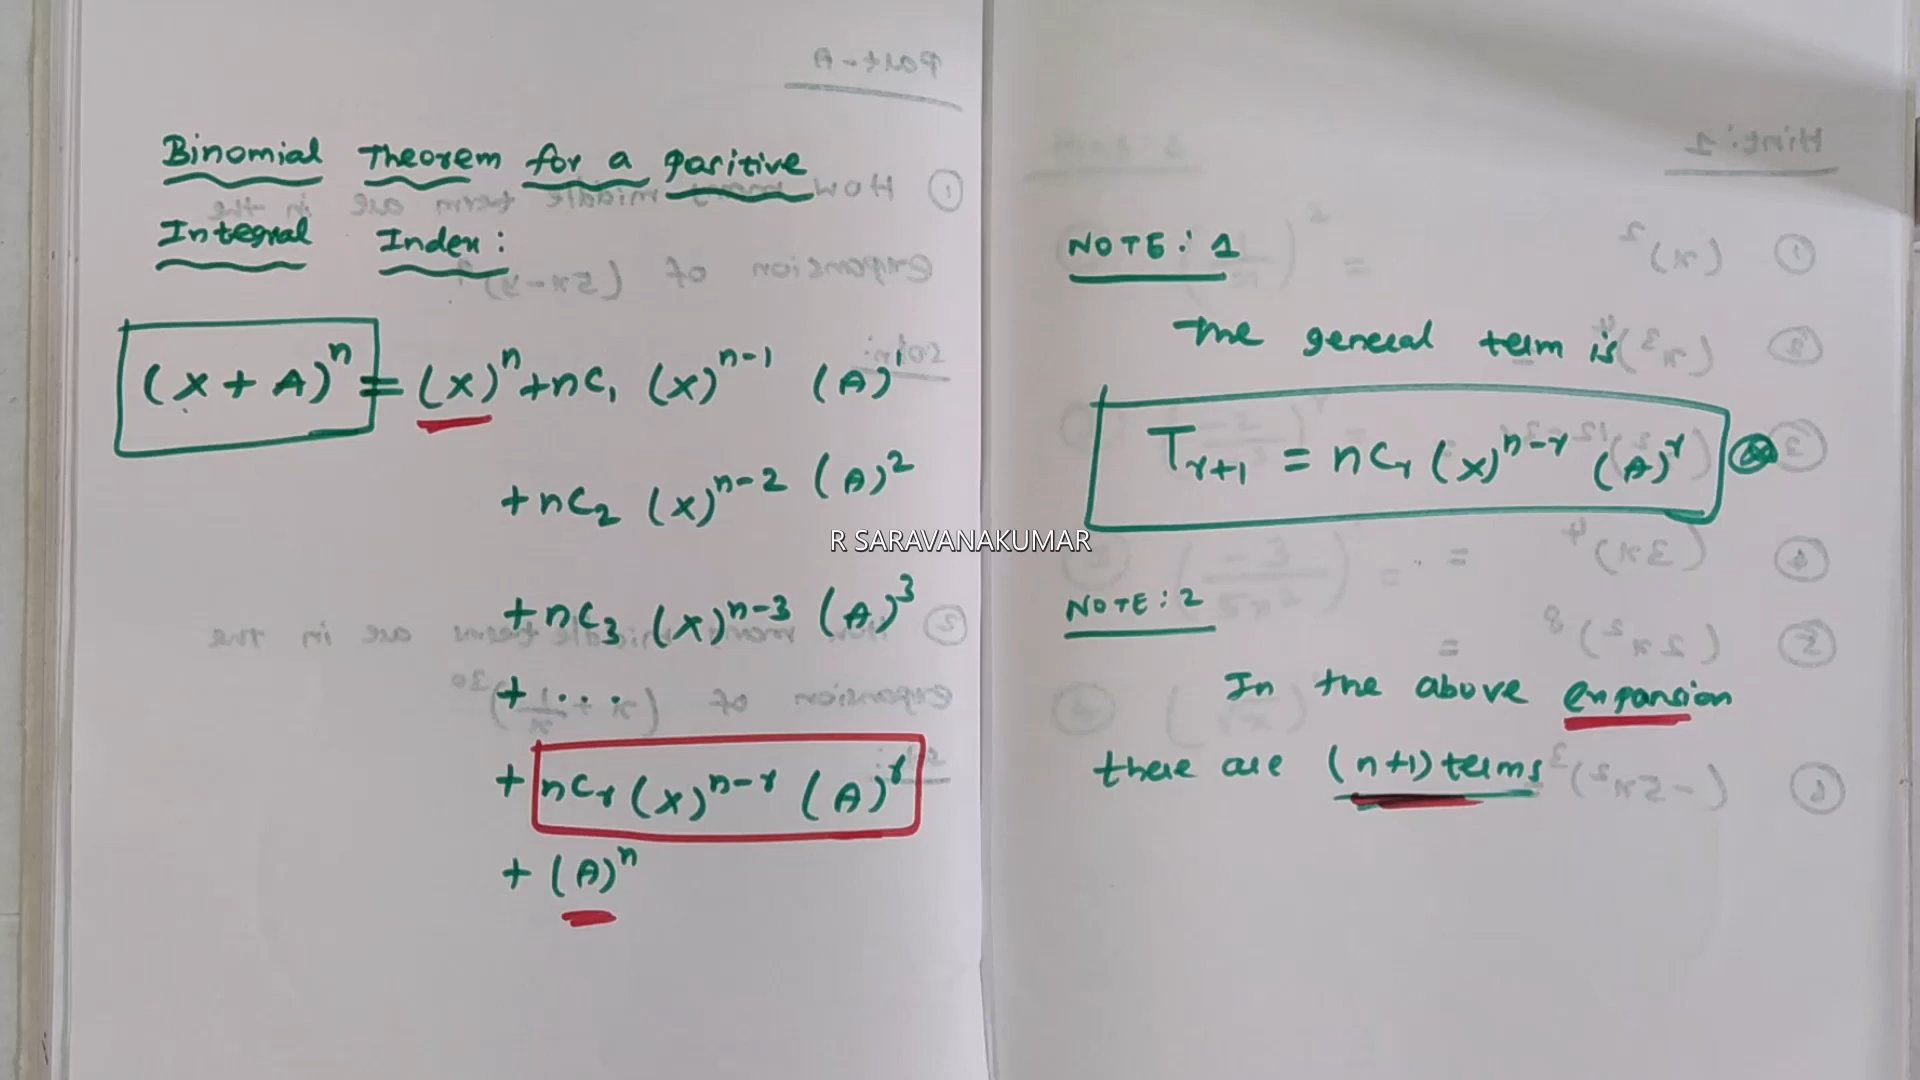 Binomial Theorem for a positive
Integral Index:
(x + A)^n = (x)^n + nC₁ (x)^n-1 (A)^1
+ nC₂ (x)^n-2 (A)^2
+ nC₃ (x)^n-3 (A)^3
+ . . .
+ nCr (x)^n-r (A)^r
+ (A)^n
NOTE: 1
The general term is
T r+1 = nCr (x)^n-r (A)^r
NOTE: 2
In the above expansion
there are (n+1) terms
R SARAVANAKUMAR